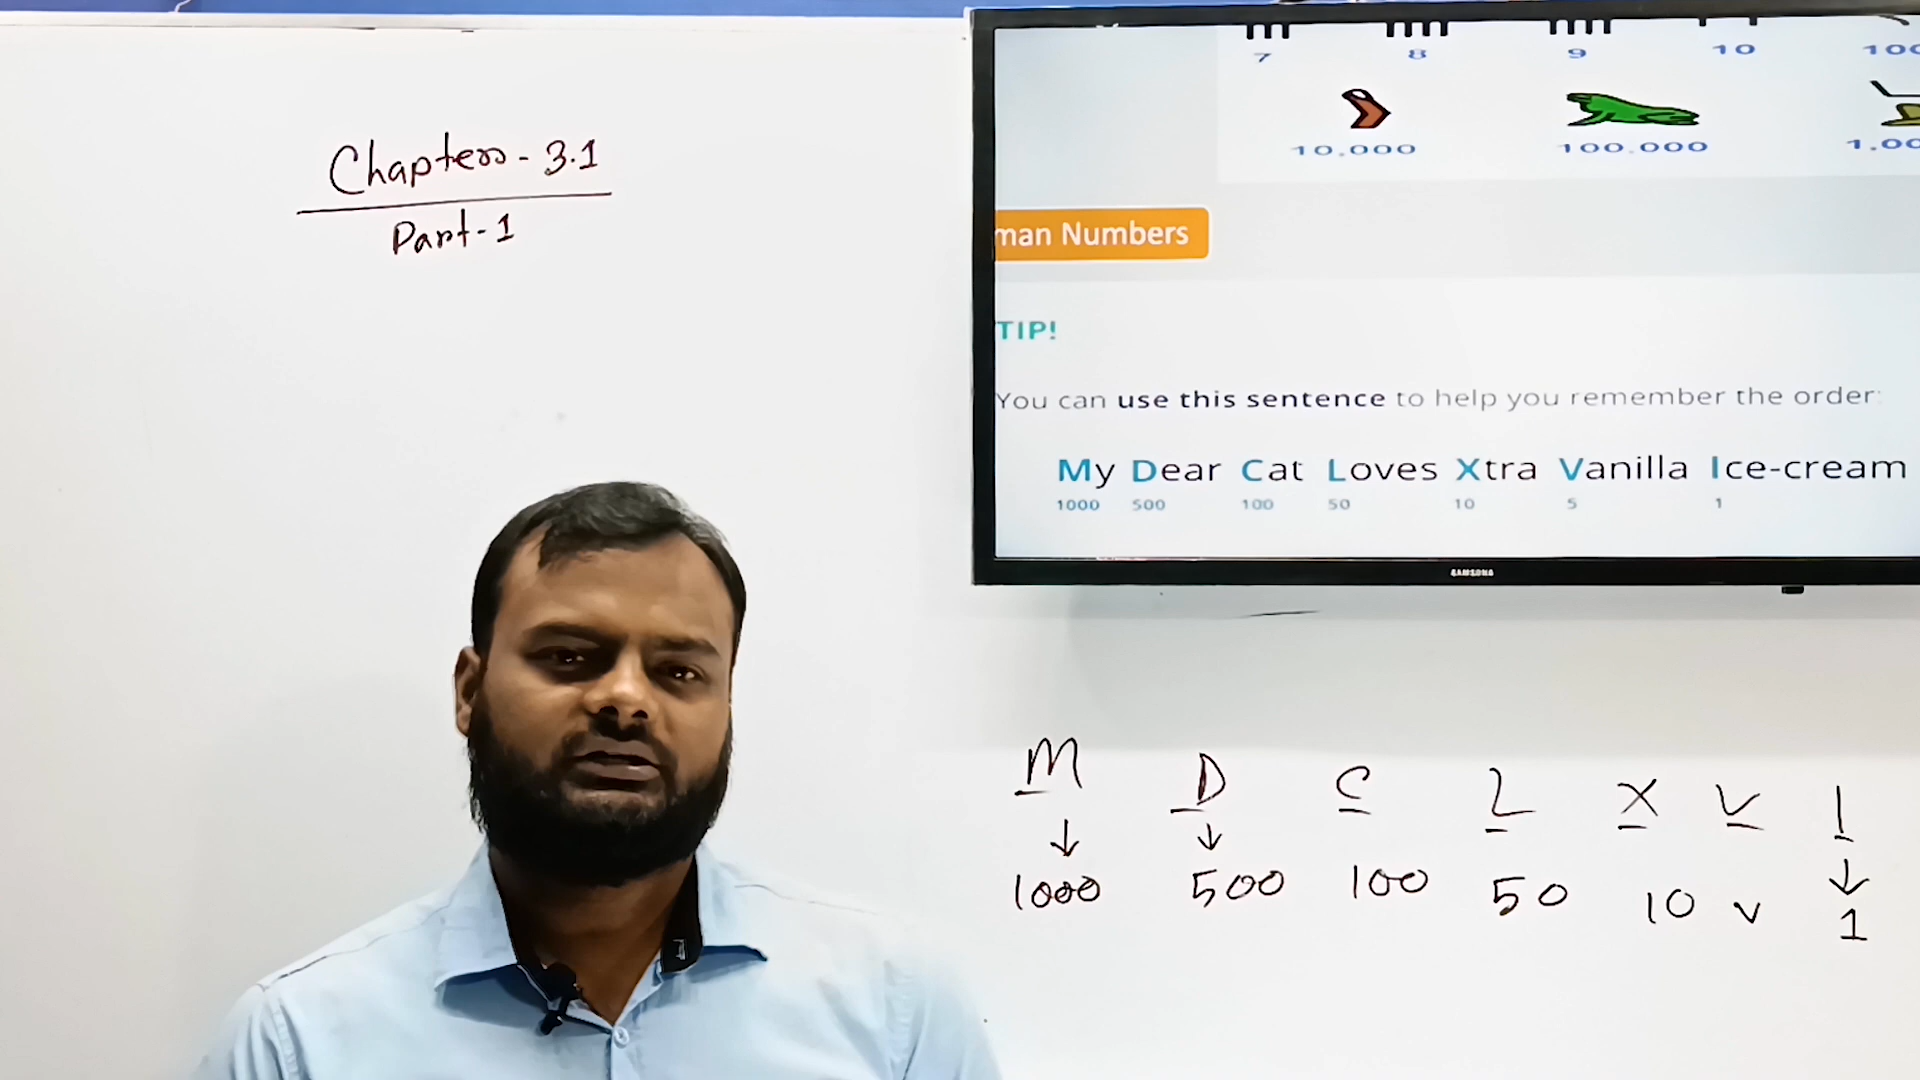 Chapter - 3.1
Part-1
7 8 9 10
10,000 100,000
man Numbers
TIP!
You can use this sentence to help you remember the order:
My Dear Cat Loves Xtra Vanilla Ice-cream
1000 500 100 50 10 5 1
SAMSUNG
M D C L X V I
1000 500 100 50 10 v 1